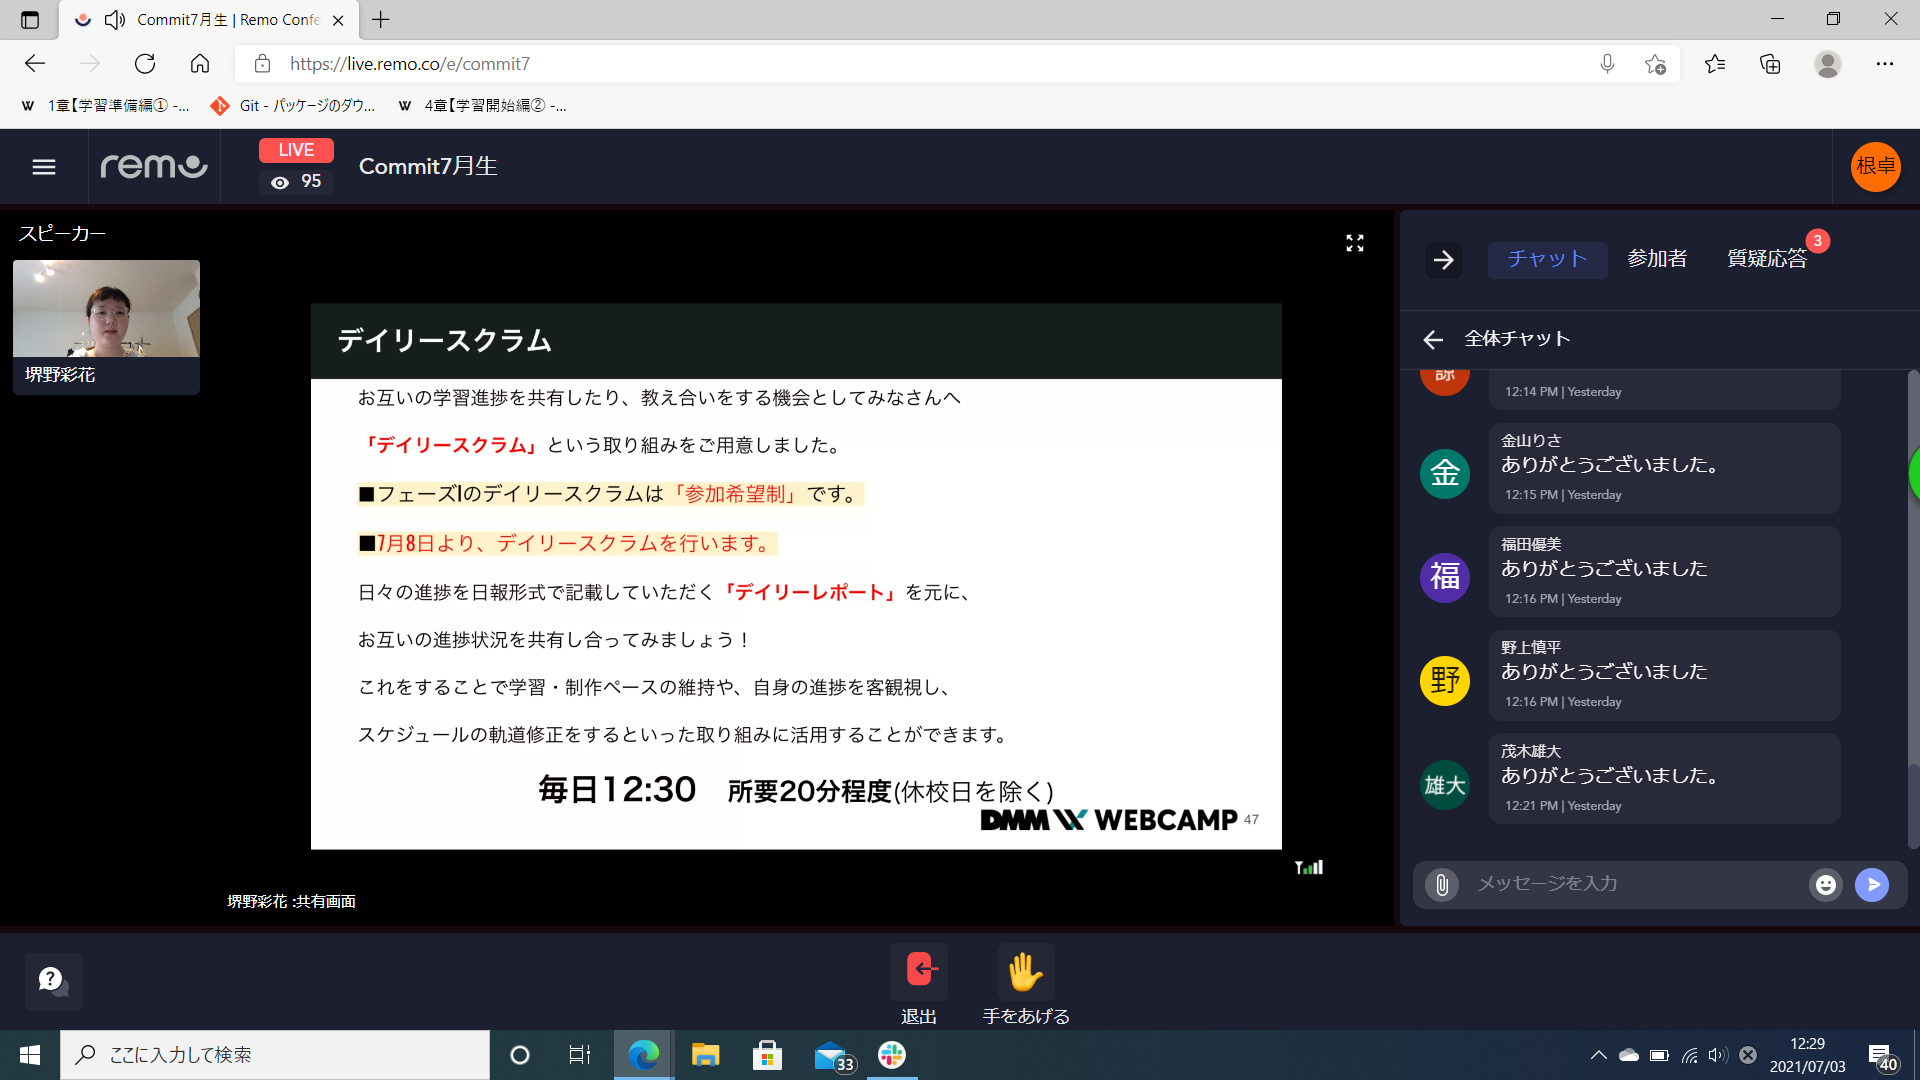 Commit7月生 | Remo Confe
https://live.remo.co/e/commit7
1章【学習準備編① -...
Git - パッケージのダウ...
4章【学習開始編② -...
remo
LIVE
95
Commit7月生
根卓
スピーカー
堺野彩花
デイリースクラム
お互いの学習進捗を共有したり、教え合いをする機会としてみなさんへ
「デイリースクラム」という取り組みをご用意しました。
■フェーズIのデイリースクラムは「参加希望制」です。
■7月8日より、デイリースクラムを行います。
日々の進捗を日報形式で記載していただく「デイリーレポート」を元に、
お互いの進捗状況を共有し合ってみましょう！
これをすることで学習・制作ペースの維持や、自身の進捗を客観視し、
スケジュールの軌道修正をするといった取り組みに活用することができます。
毎日12:30　所要20分程度(休校日を除く)
DMM WEBCAMP 47
堺野彩花 :共有画面
チャット
参加者
質疑応答
3
全体チャット
12:14 PM | Yesterday
金
金山りさ
ありがとうございました。
12:15 PM | Yesterday
福
福田優美
ありがとうございました
12:16 PM | Yesterday
野
野上慎平
ありがとうございました
12:16 PM | Yesterday
雄大
茂木雄大
ありがとうございました。
12:21 PM | Yesterday
メッセージを入力
退出
手をあげる
ここに入力して検索
33
12:29
2021/07/03
40